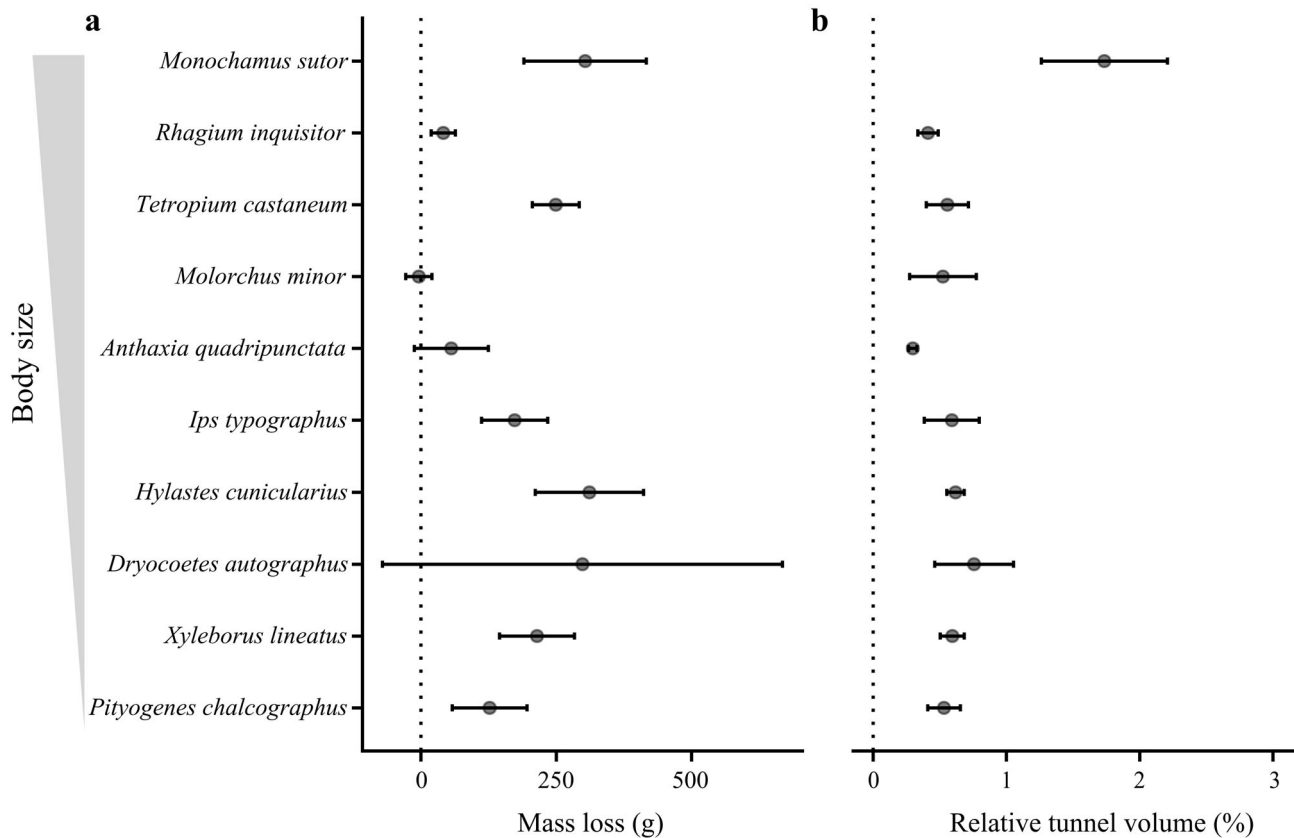 a
b
Monochamus sutor
Rhagium inquisitor
Tetropium castaneum
Molorchus minor
Anthaxia quadripunctata
Ips typographus
Hylastes cunicularius
Dryocoetes autographus
Xyleborus lineatus
Pityogenes chalcographus
Body size
0 250 500
0 1 2 3
Mass loss (g)
Relative tunnel volume (%)